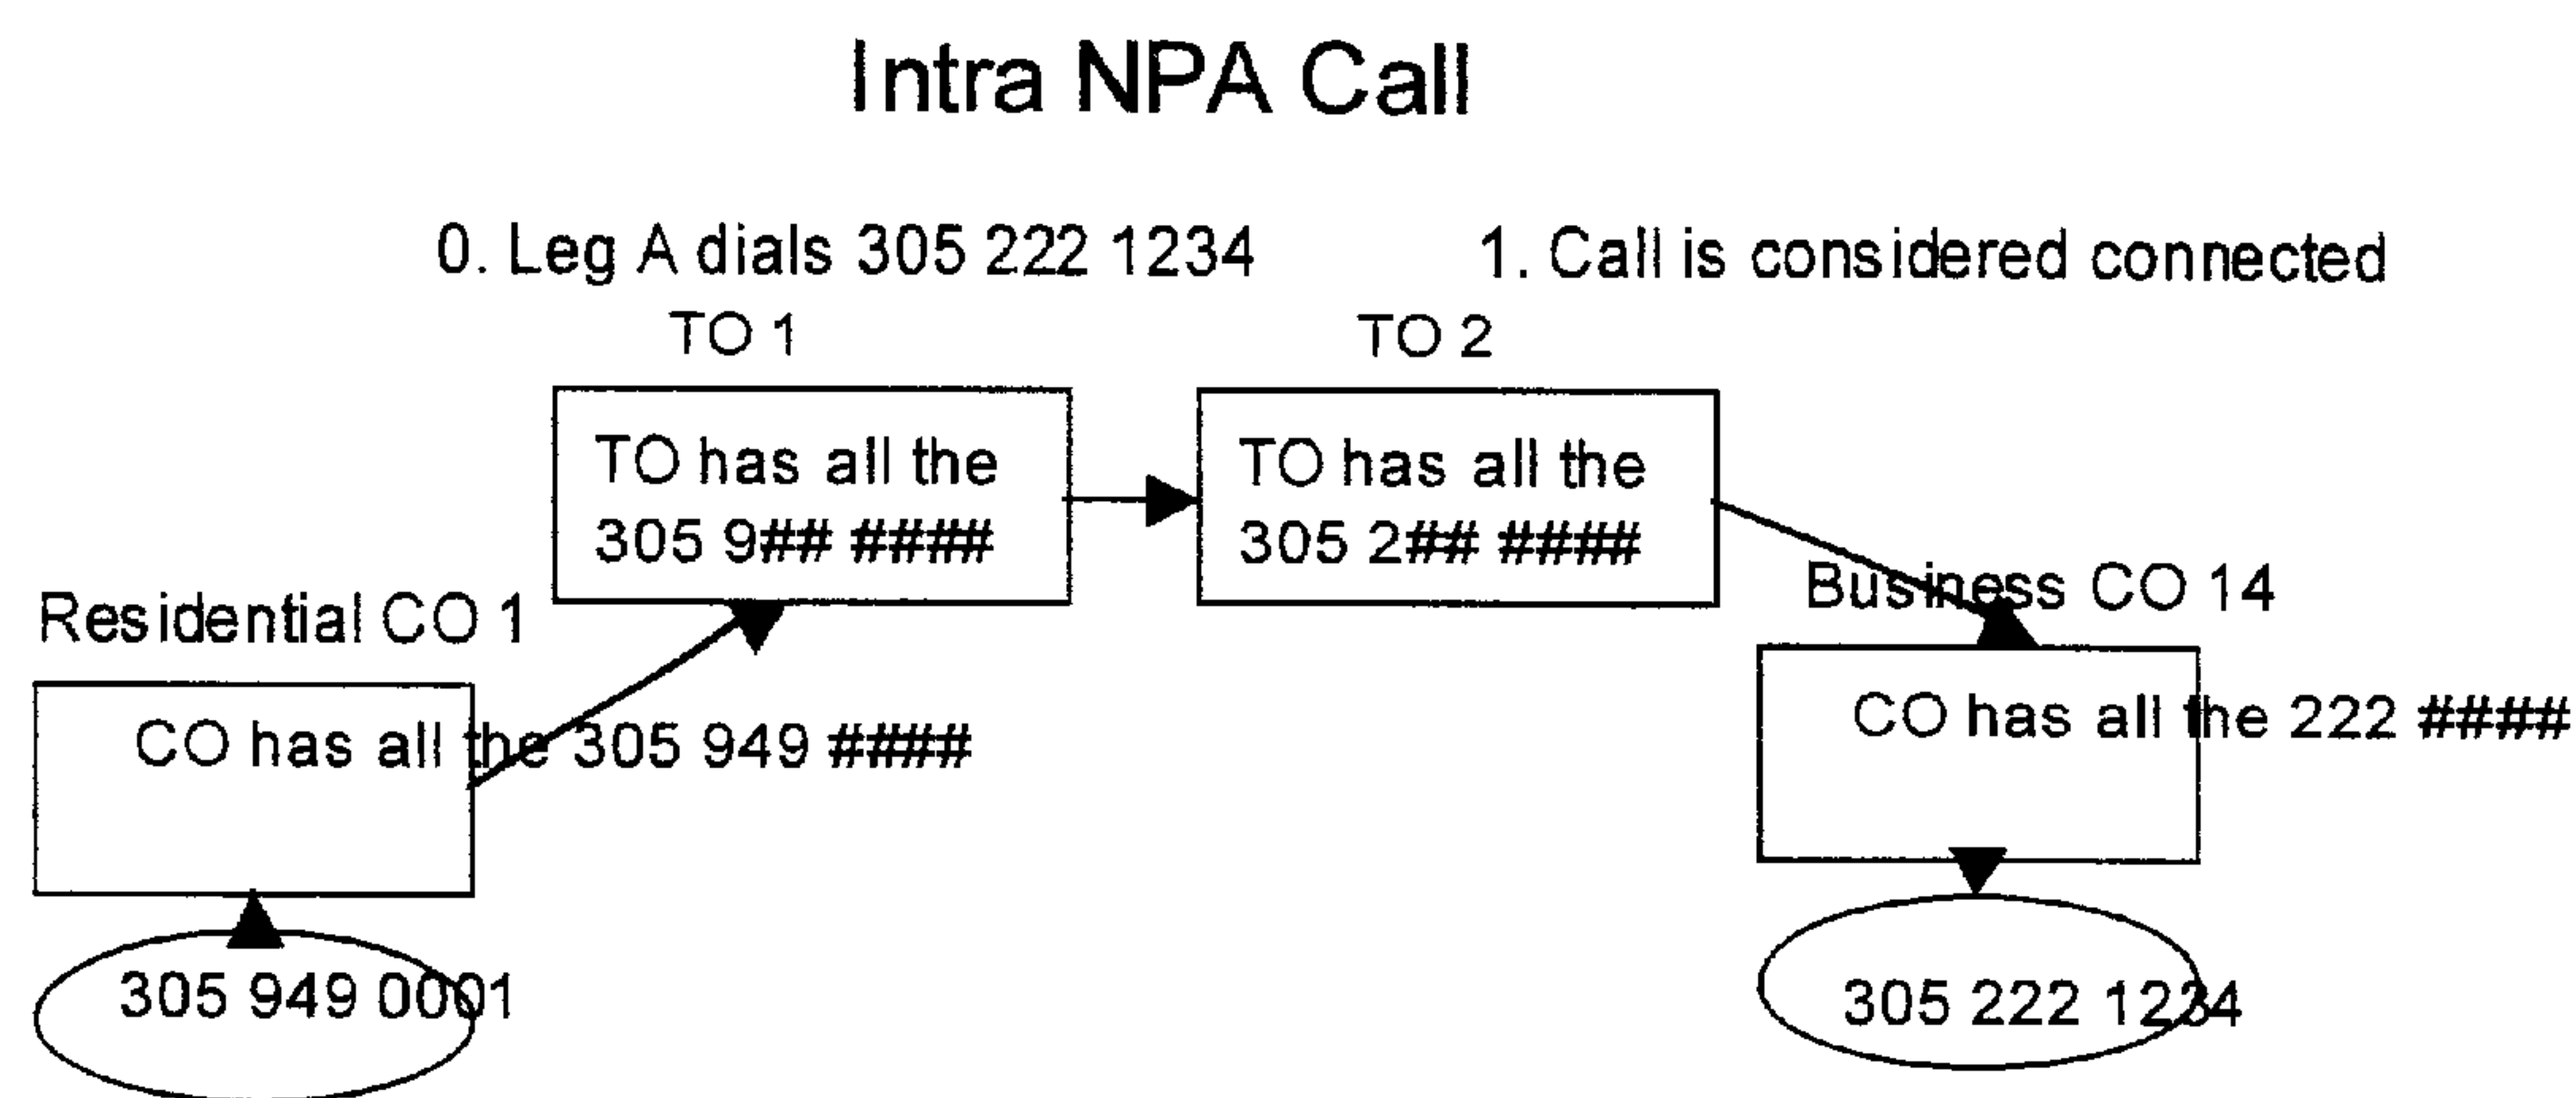 Intra NPA Call
0. Leg A dials 305 222 1234
1. Call is considered connected
TO 1
TO 2
TO has all the
305 9## ####
TO has all the
305 2## ####
Residential CO 1
Business CO 14
CO has all the 305 949 ####
CO has all the 222 ####
305 949 0001
305 222 1234